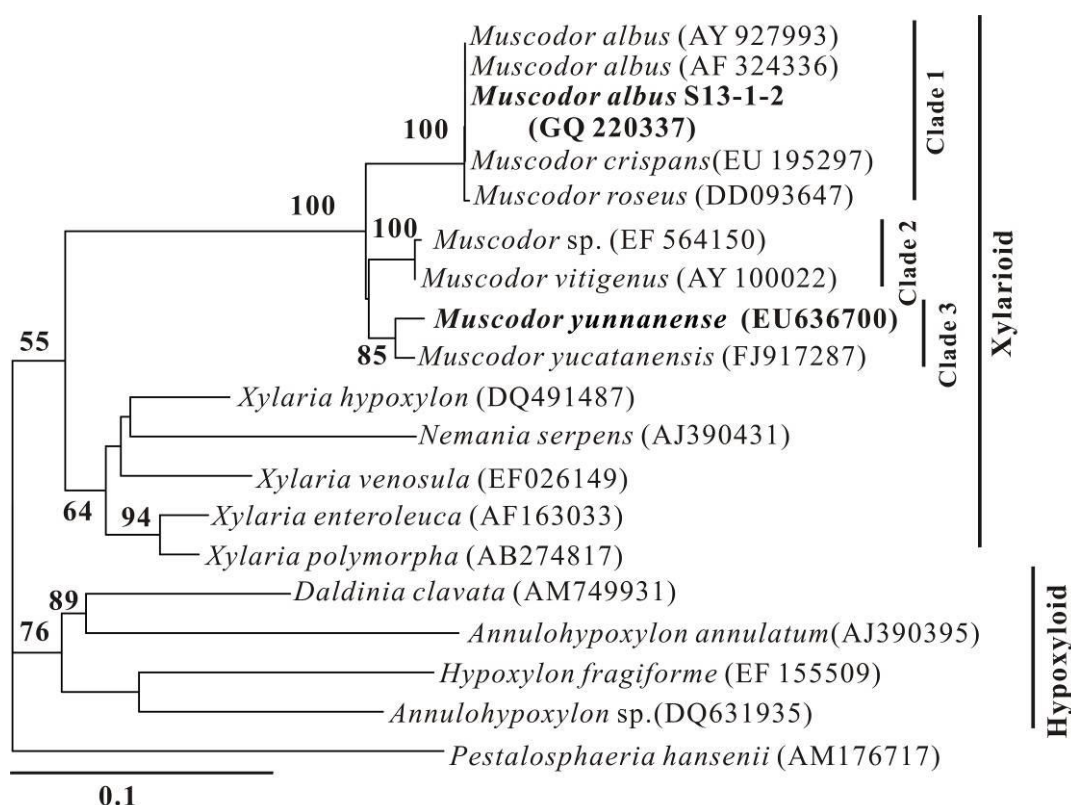 Muscodor albus (AY 927993)
Muscodor albus (AF 324336)
Muscodor albus S13-1-2
(GQ 220337)
100
Muscodor crispans(EU 195297)
Muscodor roseus (DD093647)
Clade 1
100
100
Muscodor sp. (EF 564150)
Muscodor vitigenus (AY 100022)
Clade 2
Muscodor yunnanense (EU636700)
85
Muscodor yucatanensis (FJ917287)
Clade 3
Xylarioid
55
Xylaria hypoxylon (DQ491487)
Nemania serpens (AJ390431)
Xylaria venosula (EF026149)
64
94
Xylaria enteroleuca (AF163033)
Xylaria polymorpha (AB274817)
Daldinia clavata (AM749931)
89
76
Annulohypoxylon annulatum(AJ390395)
Hypoxylon fragiforme (EF 155509)
Annulohypoxylon sp.(DQ631935)
Hypoxyloid
Pestalosphaeria hansenii (AM176717)
0.1